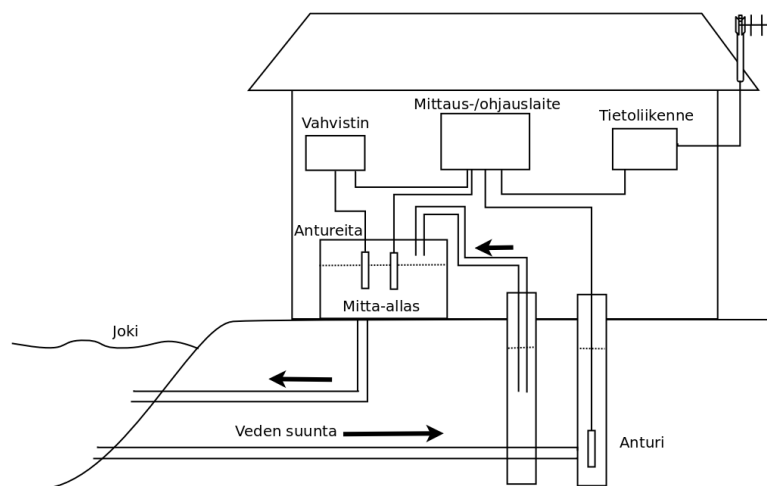 Mittaus-/ohjauslaite
Vahvistin
Tietoliikenne
Antureita
Mitta-allas
Joki
Veden suunta
Anturi